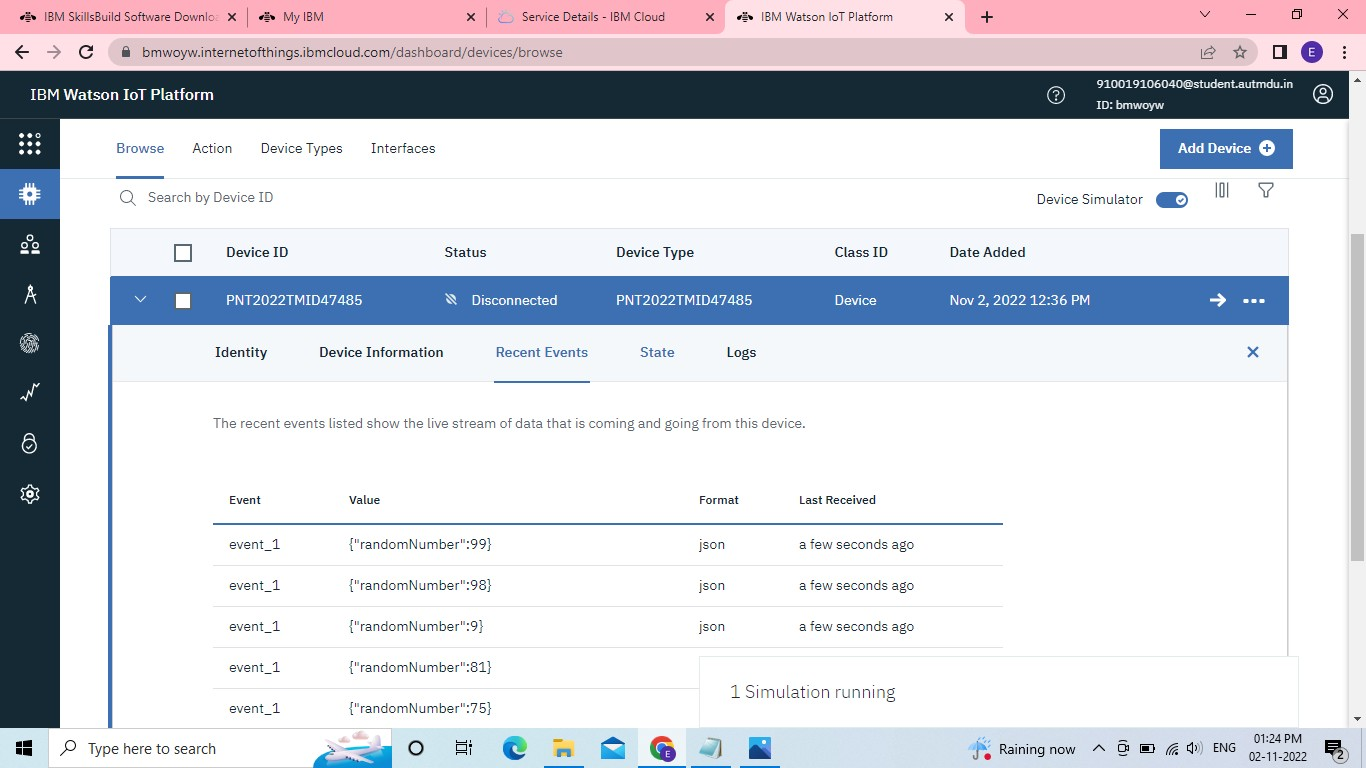 IBM SkillsBuild Software Downloa
My IBM
Service Details - IBM Cloud
IBM Watson IoT Platform
bmwoyw.internetofthings.ibmcloud.com/dashboard/devices/browse
E
IBM Watson IoT Platform
910019106040@student.autmdu.in
ID: bmwoyw
Browse Action Device Types Interfaces
Add Device
Search by Device ID
Device Simulator
Device ID Status Device Type Class ID Date Added
PNT2022TMID47485 Disconnected PNT2022TMID47485 Device Nov 2, 2022 12:36 PM
Identity Device Information Recent Events State Logs
The recent events listed show the live stream of data that is coming and going from this device.
Event Value Format Last Received
event_1 {"randomNumber":99} json a few seconds ago
event_1 {"randomNumber":98} json a few seconds ago
event_1 {"randomNumber":9} json a few seconds ago
event_1 {"randomNumber":81}
event_1 {"randomNumber":75}
1 Simulation running
Type here to search
E
Raining now
ENG
01:24 PM
02-11-2022
2